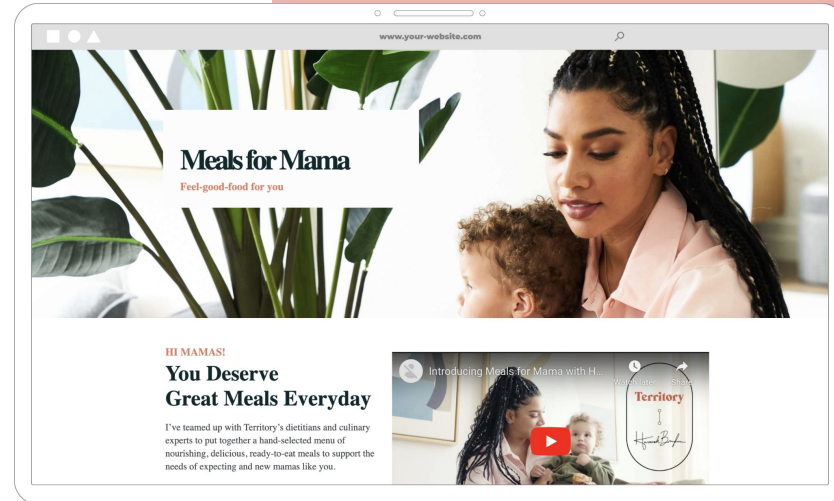 www.your-website.com
Meals for Mama
Feel-good-food for you
HI MAMAS!
You Deserve
Great Meals Everyday
I've teamed up with Territory's dietitians and culinary
experts to put together a hand-selected menu of
nourishing, delicious, ready-to-eat meals to support the
needs of expecting and new mamas like you.
Introducing Meals for Mama with H..
Watch later
Share
Territory